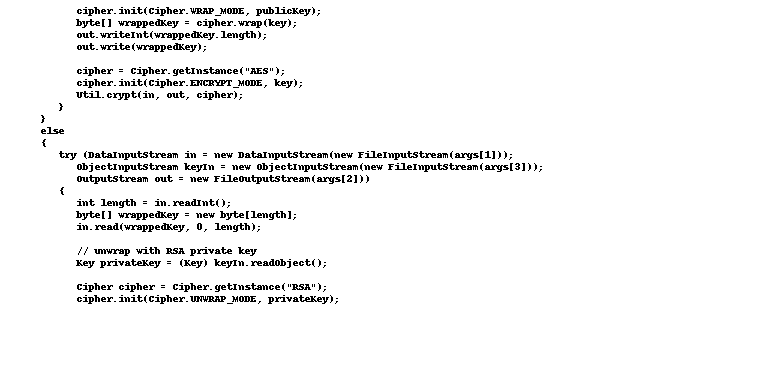 cipher.init(Cipher.WRAP_MODE, publicKey);
byte[] wrappedKey = cipher.wrap(key);
out.writeInt(wrappedKey.length);
out.write(wrappedKey);
cipher = Cipher.getInstance("AES");
cipher.init(Cipher.ENCRYPT_MODE, key);
Util.crypt(in, out, cipher);
}
}
else
{
try (DataInputStream in = new DataInputStream(new FileInputStream(args[1]));
ObjectInputStream keyIn = new ObjectInputStream(new FileInputStream(args[3]));
OutputStream out = new FileOutputStream(args[2]))
{
int length = in.readInt();
byte[] wrappedKey = new byte[length];
in.read(wrappedKey, 0, length);
// unwrap with RSA private key
Key privateKey = (Key) keyIn.readObject();
Cipher cipher = Cipher.getInstance("RSA");
cipher.init(Cipher.UNWRAP_MODE, privateKey);